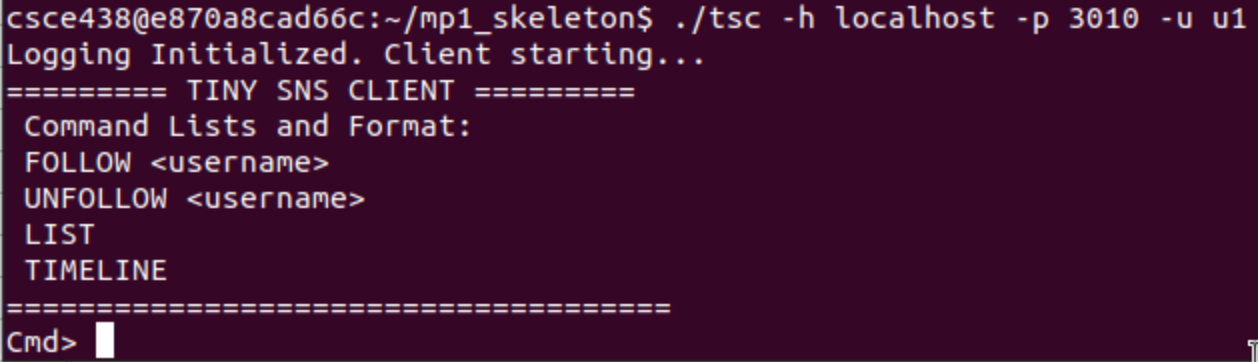 csce438@e870a8cad66c:~/mp1_skeleton$ ./tsc -h localhost -p 3010 -u u1
Logging Initialized. Client starting...
========= TINY SNS CLIENT =========
Command Lists and Format:
FOLLOW <username>
UNFOLLOW <username>
LIST
TIMELINE
=====================================
Cmd>